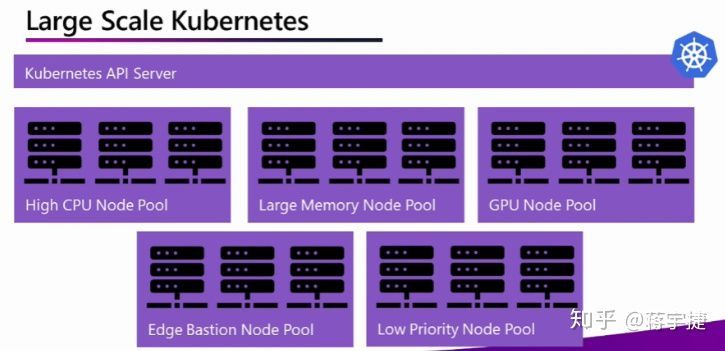 Large Scale Kubernetes
Kubernetes API Server
High CPU Node Pool
Large Memory Node Pool
GPU Node Pool
Edge Bastion Node Pool
Low Priority Node Pool
知乎 @蒋宇捷